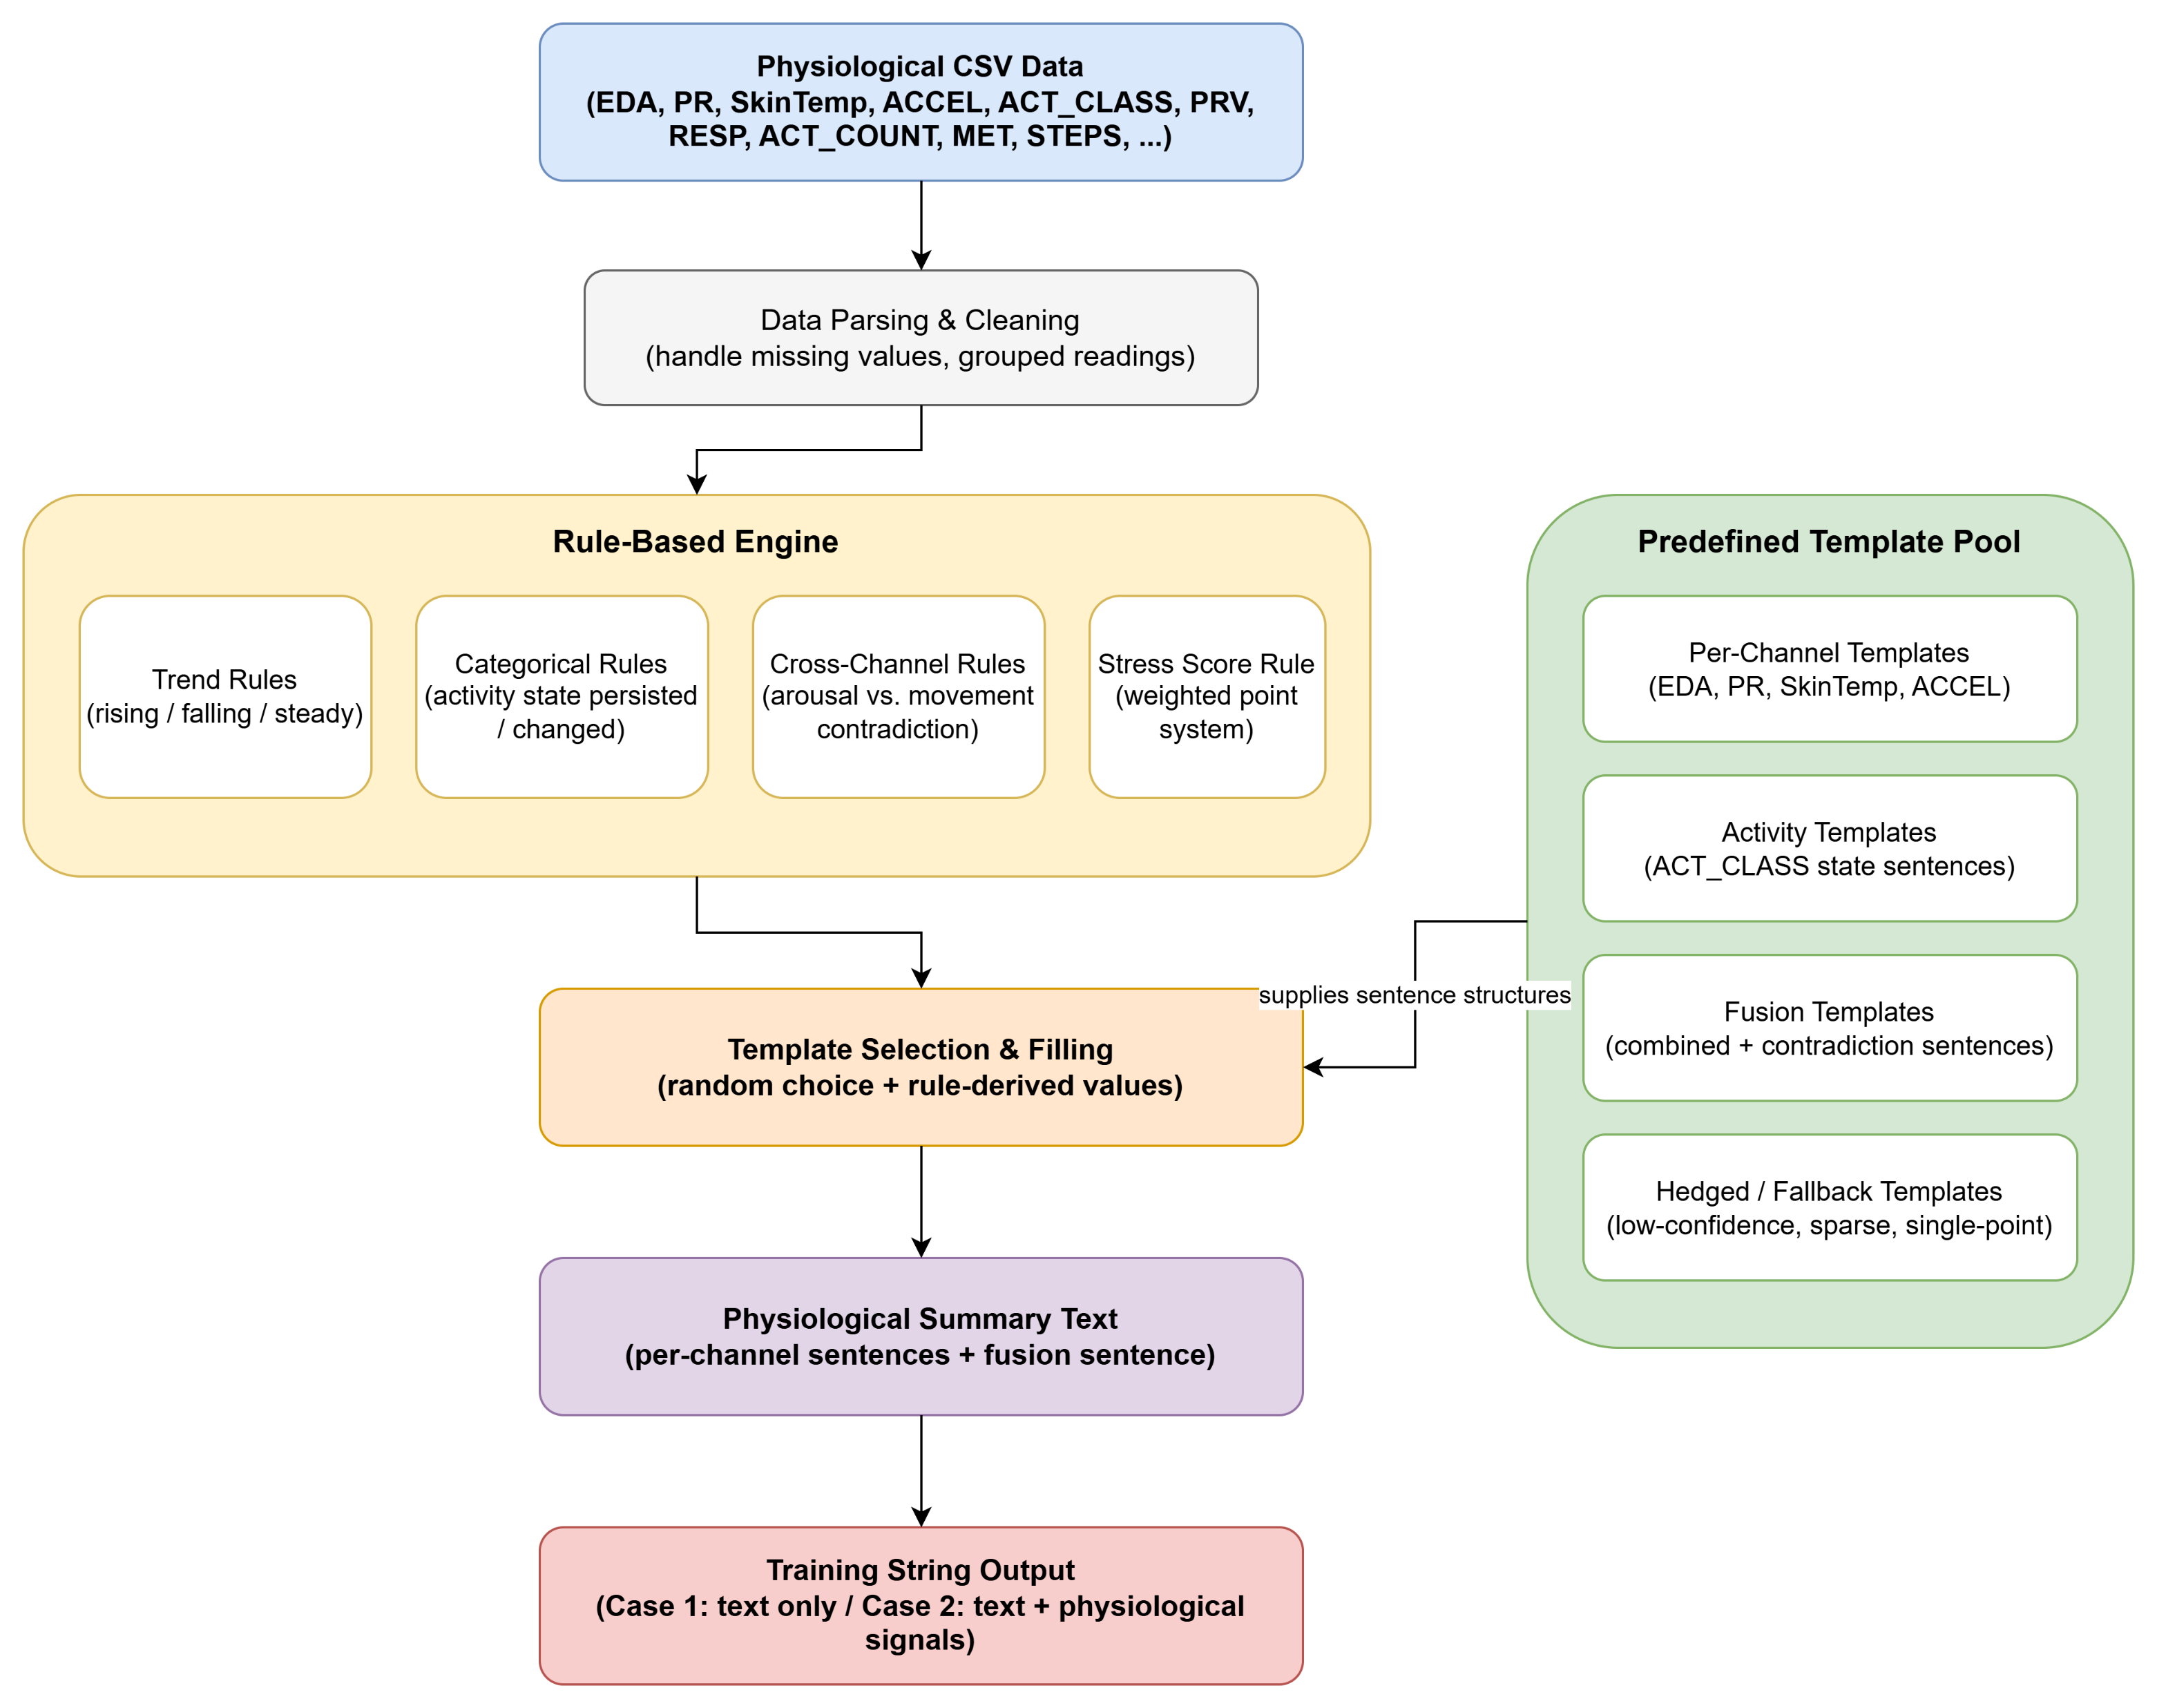 Physiological CSV Data
(EDA, PR, SkinTemp, ACCEL, ACT_CLASS, PRV,
RESP, ACT_COUNT, MET, STEPS, ...)
Data Parsing & Cleaning
(handle missing values, grouped readings)
Rule-Based Engine
Trend Rules
(rising / falling / steady)
Categorical Rules
(activity state persisted
/ changed)
Cross-Channel Rules
(arousal vs. movement
contradiction)
Stress Score Rule
(weighted point
system)
Predefined Template Pool
Per-Channel Templates
(EDA, PR, SkinTemp, ACCEL)
Activity Templates
(ACT_CLASS state sentences)
Fusion Templates
(combined + contradiction sentences)
Hedged / Fallback Templates
(low-confidence, sparse, single-point)
supplies sentence structures
Template Selection & Filling
(random choice + rule-derived values)
Physiological Summary Text
(per-channel sentences + fusion sentence)
Training String Output
(Case 1: text only / Case 2: text + physiological
signals)